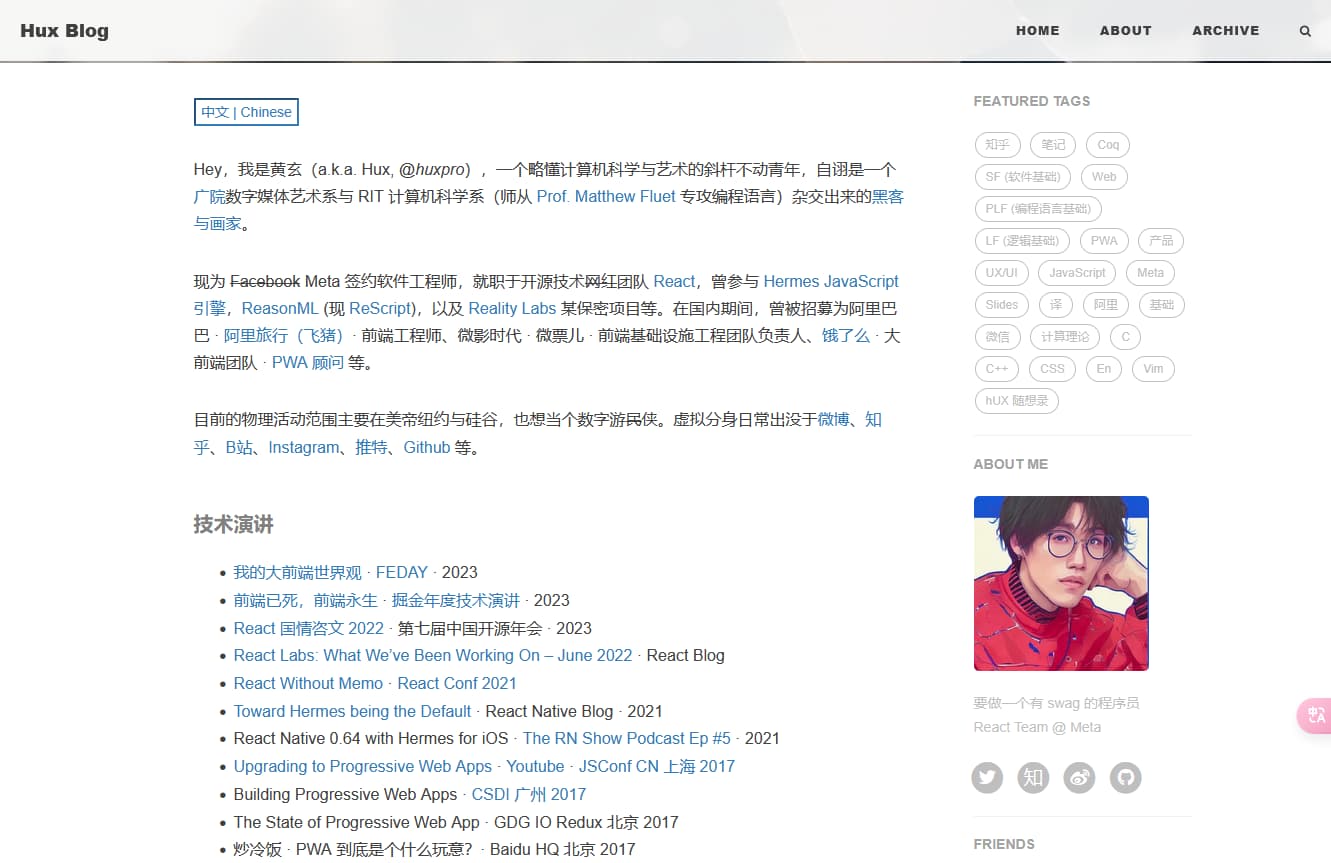 Hux Blog
HOME ABOUT ARCHIVE
中文 | Chinese
Hey，我是黄玄（a.k.a. Hux, @huxpro），一个略懂计算机科学与艺术的斜杆不动青年，自诩是一个
广院数字媒体艺术系与 RIT 计算机科学系（师从 Prof. Matthew Fluet 专攻编程语言）杂交出来的黑客
与画家。
现为 Facebook Meta 签约软件工程师，就职于开源技术网红团队 React，曾参与 Hermes JavaScript
引擎，ReasonML (现 ReScript)，以及 Reality Labs 某保密项目等。在国内期间，曾被招募为阿里巴
巴 · 阿里旅行（飞猪） · 前端工程师、微影时代 · 微票儿 · 前端基础设施工程团队负责人、饿了么 · 大
前端团队 · PWA 顾问 等。
目前的物理活动范围主要在美帝纽约与硅谷，也想当个数字游民侠。虚拟分身日常出没于微博、知
乎、B站、Instagram、推特、Github 等。
技术演讲
• 我的大前端世界观 · FEDAY · 2023
• 前端已死，前端永生 · 掘金年度技术演讲 · 2023
• React 国情咨文 2022 · 第七届中国开源年会 · 2023
• React Labs: What We’ve Been Working On – June 2022 · React Blog
• React Without Memo · React Conf 2021
• Toward Hermes being the Default · React Native Blog · 2021
• React Native 0.64 with Hermes for iOS · The RN Show Podcast Ep #5 · 2021
• Upgrading to Progressive Web Apps · Youtube · JSConf CN 上海 2017
• Building Progressive Web Apps · CSDI 广州 2017
• The State of Progressive Web App · GDG IO Redux 北京 2017
• 炒冷饭 · PWA 到底是个什么玩意？ · Baidu HQ 北京 2017
FEATURED TAGS
知乎 笔记 Coq
SF (软件基础) Web
PLF (编程语言基础)
LF (逻辑基础) PWA 产品
UX/UI JavaScript Meta
Slides 译 阿里 基础
微信 计算理论 C
C++ CSS En Vim
hUX 随想录
ABOUT ME
要做一个有 swag 的程序员
React Team @ Meta
知
FRIENDS